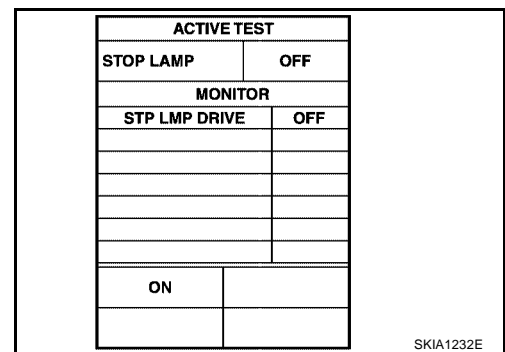 ACTIVE TEST
STOP LAMP OFF
MONITOR
STP LMP DRIVE OFF
ON
SKIA1232E